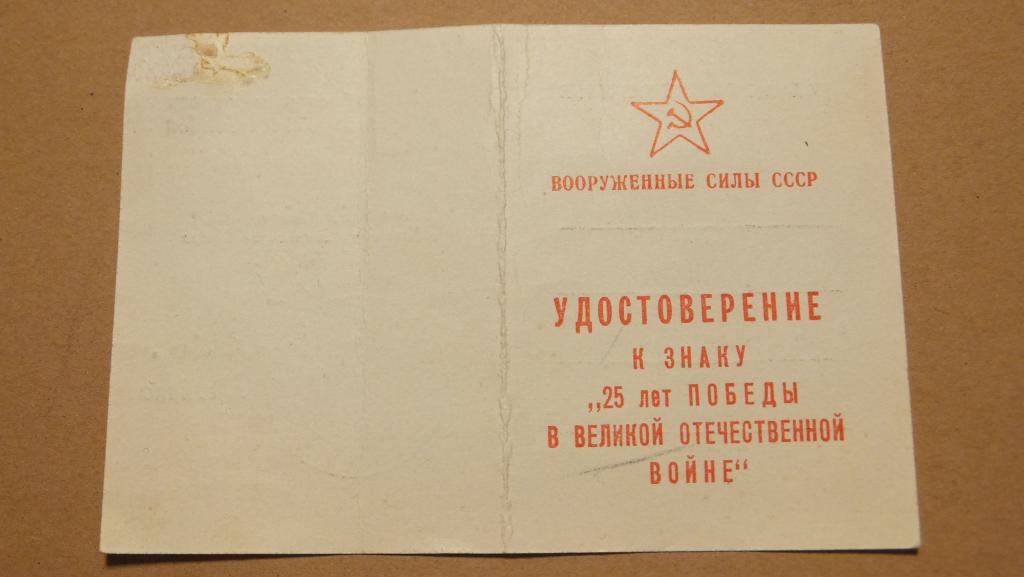 ВООРУЖЕННЫЕ СИЛЫ СССР
УДОСТОВЕРЕНИЕ
К ЗНАКУ
„25 лет ПОБЕДЫ
В ВЕЛИКОЙ ОТЕЧЕСТВЕННОЙ
ВОЙНЕ“